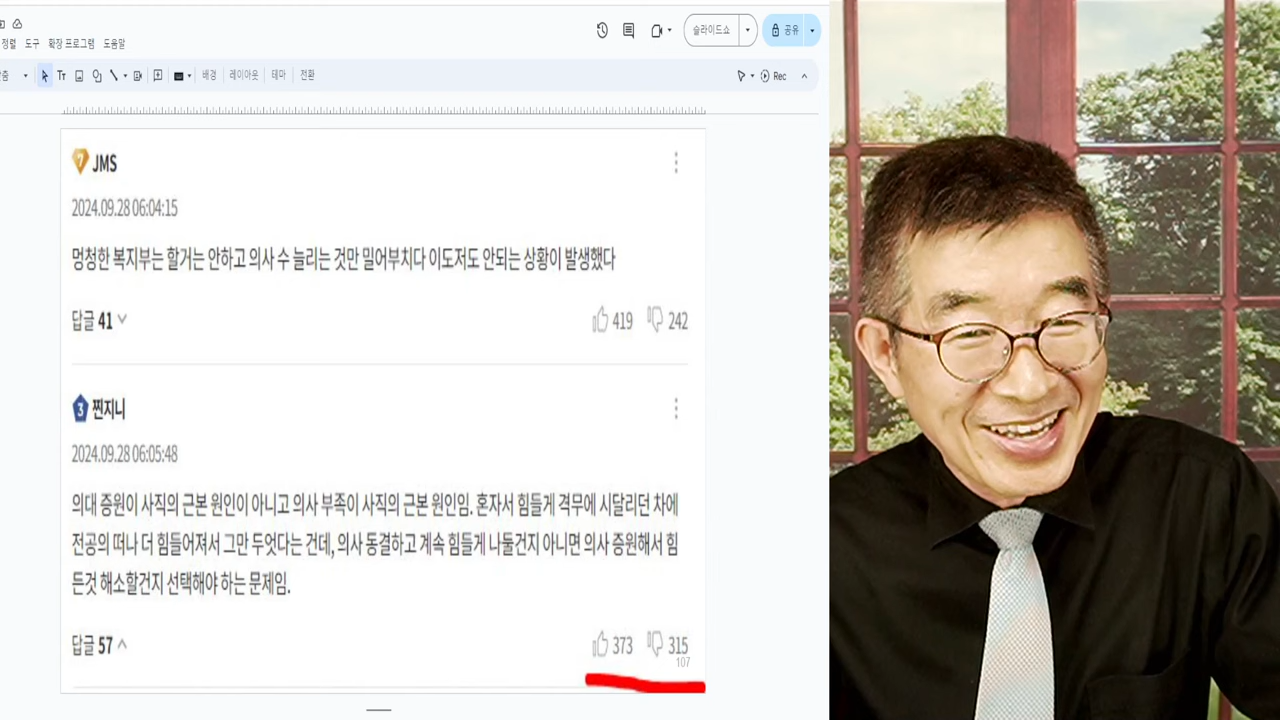 정렬 도구 확장 프로그램 도움말
슬라이드쇼
공유
Tт
배경 레이아웃 테마 전환
Rec
7 JMS
2024.09.28 06:04:15
멍청한 복지부는 할거는 안하고 의사 수 늘리는 것만 밀어부치다 이도저도 안되는 상황이 발생했다
답글 41
419 242
3 찐지니
2024.09.28 06:05:48
의대 증원이 사직의 근본 원인이 아니고 의사 부족이 사직의 근본 원인임. 혼자서 힘들게 격무에 시달리던 차에
전공의 떠나 더 힘들어져서 그만 두엇다는 건데, 의사 동결하고 계속 힘들게 나둘건지 아니면 의사 증원해서 힘
든것 해소할건지 선택해야 하는 문제임.
답글 57
373 315
107